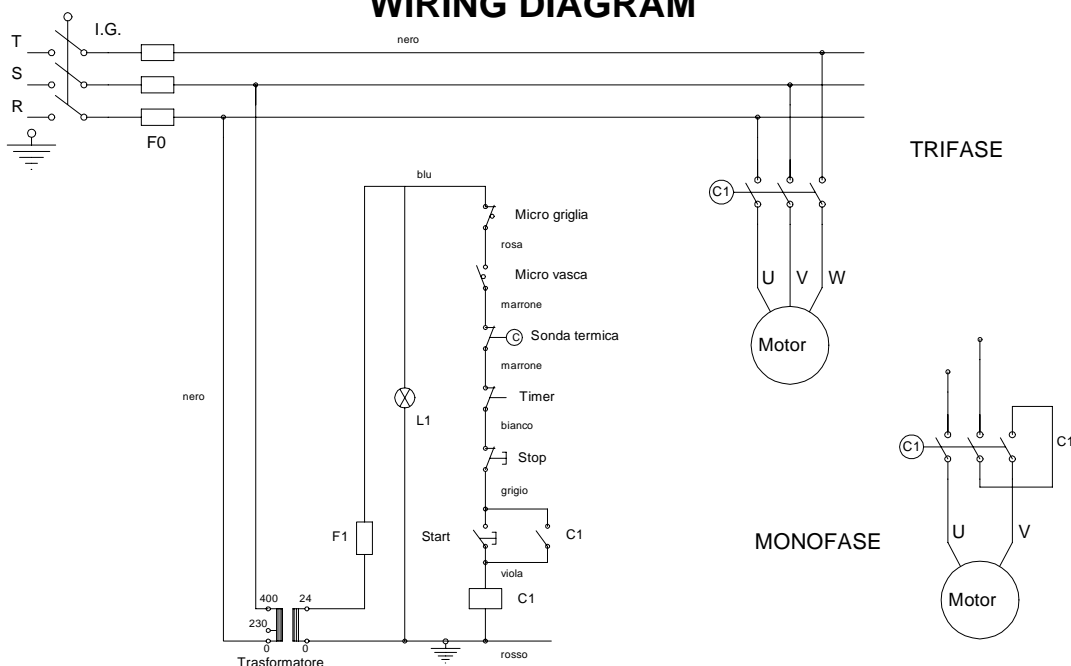 WIRING DIAGRAM
I.G.
T
nero
S
R
F0
TRIFASE
blu
C1
Micro griglia
rosa
Micro vasca
U V W
marrone
C Sonda termica
Motor
marrone
nero
Timer
L1
bianco
C1
C1
Stop
grigio
F1
Start
C1
U V
MONOFASE
viola
C1
400 24
Motor
230
0 0
rosso
Trasformatore